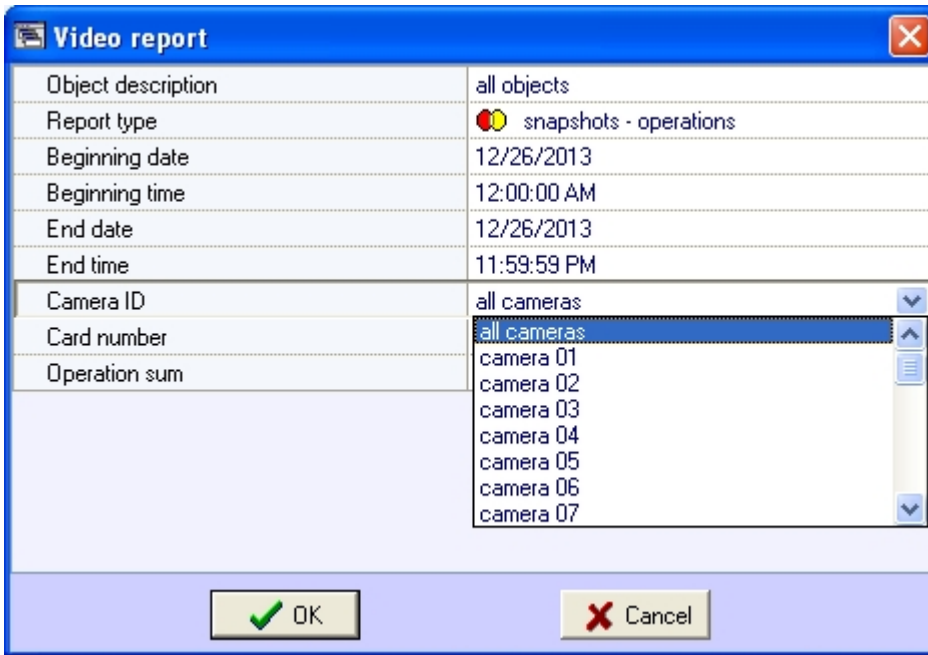 Video report
Object description all objects
Report type snapshots - operations
Beginning date 12/26/2013
Beginning time 12:00:00 AM
End date 12/26/2013
End time 11:59:59 PM
Camera ID all cameras
Card number all cameras
camera 01
Operation sum camera 02
camera 03
camera 04
camera 05
camera 06
camera 07
OK Cancel